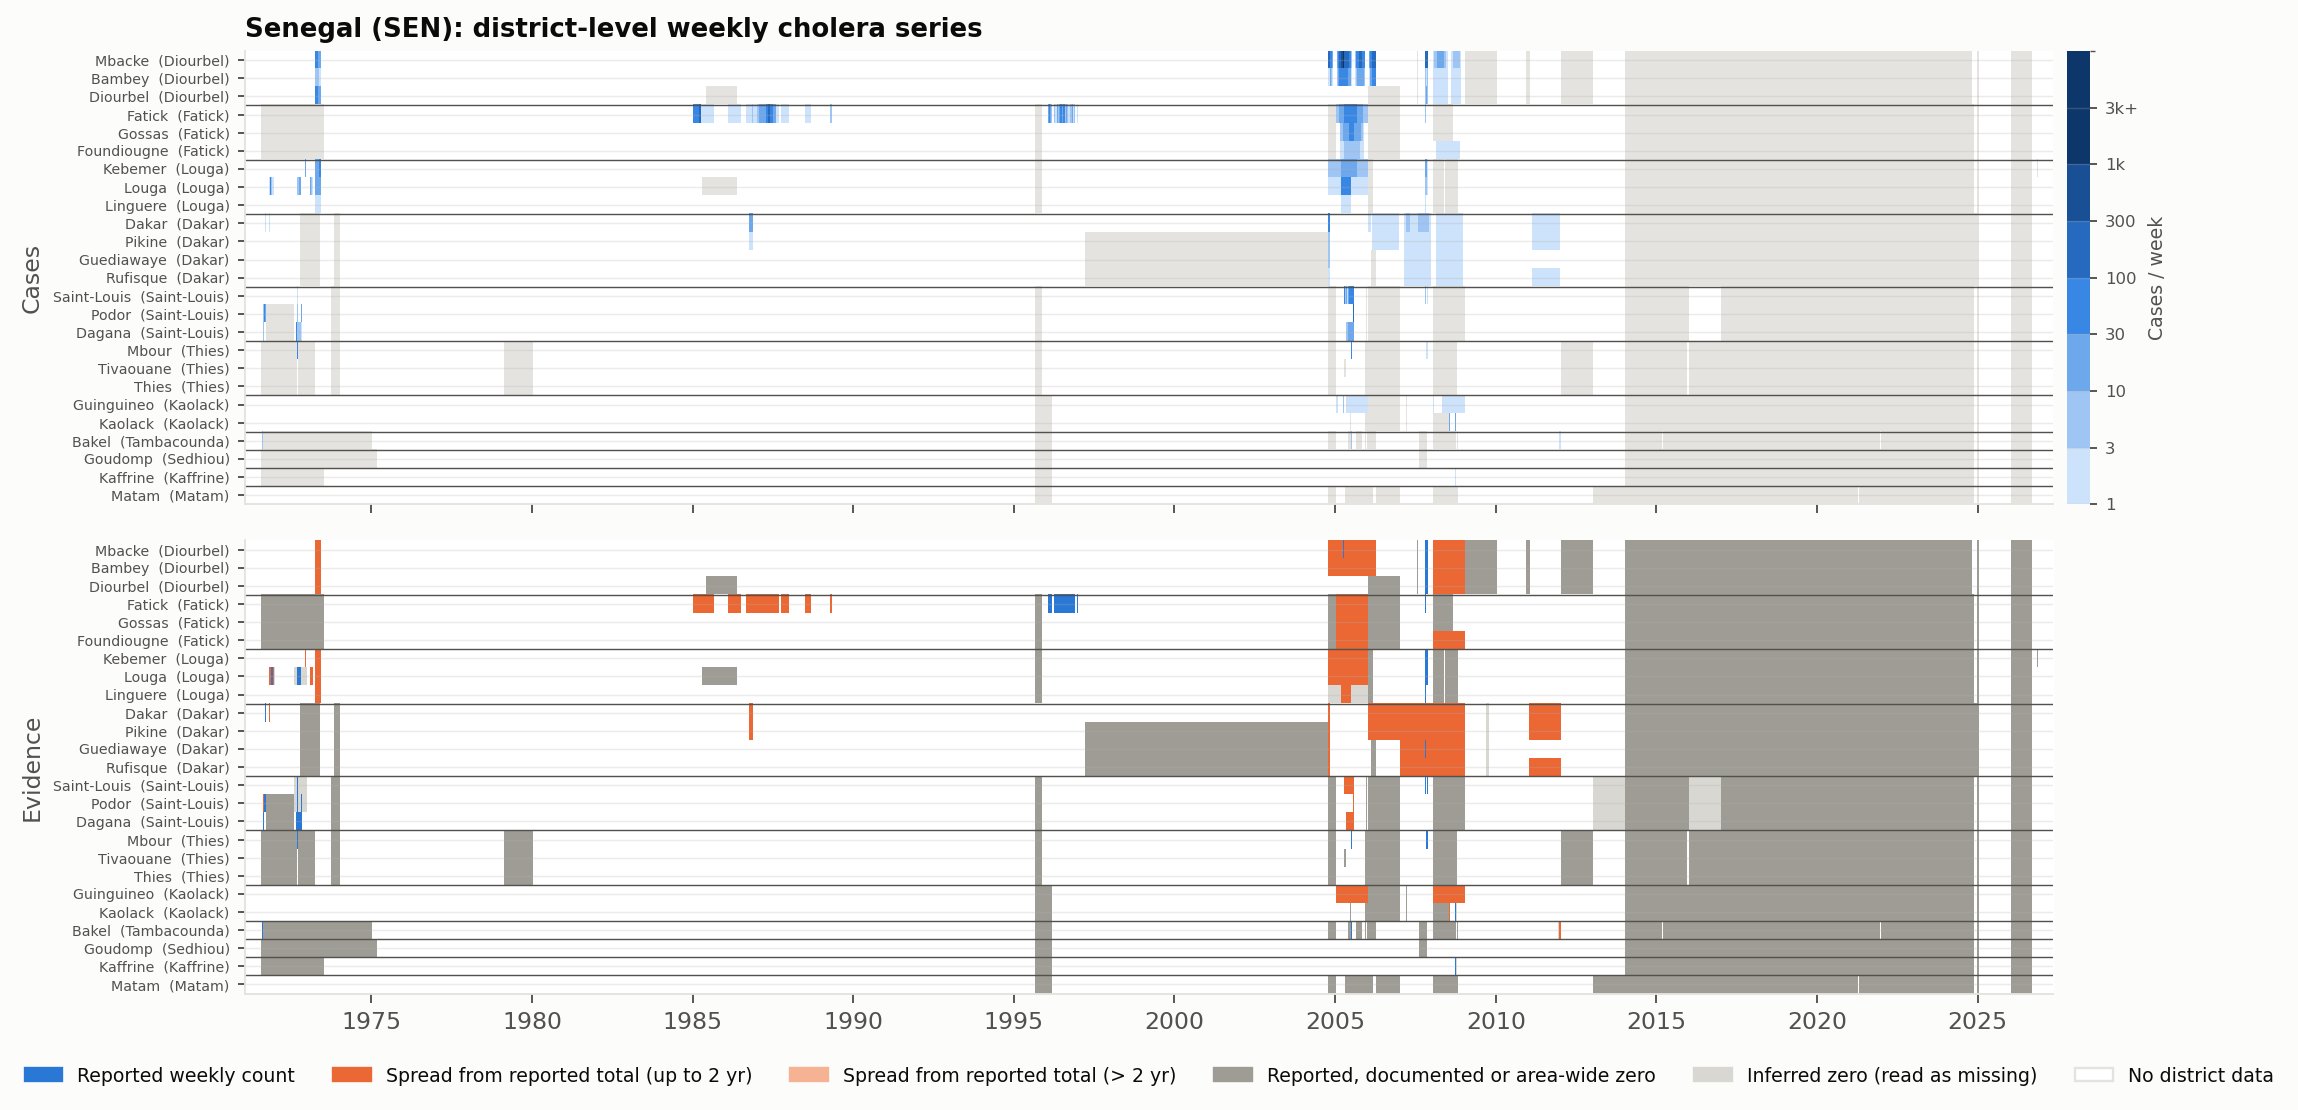 Senegal (SEN): district-level weekly cholera series
Mbacke (Diourbel)
Bambey (Diourbel)
Diourbel (Diourbel)
Fatick (Fatick)
Gossas (Fatick)
Foundiougne (Fatick)
Kebemer (Louga)
Louga (Louga)
Linguere (Louga)
Dakar (Dakar)
Pikine (Dakar)
Guediawaye (Dakar)
Rufisque (Dakar)
Saint-Louis (Saint-Louis)
Podor (Saint-Louis)
Dagana (Saint-Louis)
Mbour (Thies)
Tivaouane (Thies)
Thies (Thies)
Guinguineo (Kaolack)
Kaolack (Kaolack)
Bakel (Tambacounda)
Goudomp (Sedhiou)
Kaffrine (Kaffrine)
Matam (Matam)
Cases
3k+
1k
300
100
30
10
3
1
Cases / week
Mbacke (Diourbel)
Bambey (Diourbel)
Diourbel (Diourbel)
Fatick (Fatick)
Gossas (Fatick)
Foundiougne (Fatick)
Kebemer (Louga)
Louga (Louga)
Linguere (Louga)
Dakar (Dakar)
Pikine (Dakar)
Guediawaye (Dakar)
Rufisque (Dakar)
Saint-Louis (Saint-Louis)
Podor (Saint-Louis)
Dagana (Saint-Louis)
Mbour (Thies)
Tivaouane (Thies)
Thies (Thies)
Guinguineo (Kaolack)
Kaolack (Kaolack)
Bakel (Tambacounda)
Goudomp (Sedhiou)
Kaffrine (Kaffrine)
Matam (Matam)
Evidence
1975 1980 1985 1990 1995 2000 2005 2010 2015 2020 2025
Reported weekly count Spread from reported total (up to 2 yr) Spread from reported total (> 2 yr) Reported, documented or area-wide zero Inferred zero (read as missing) No district data